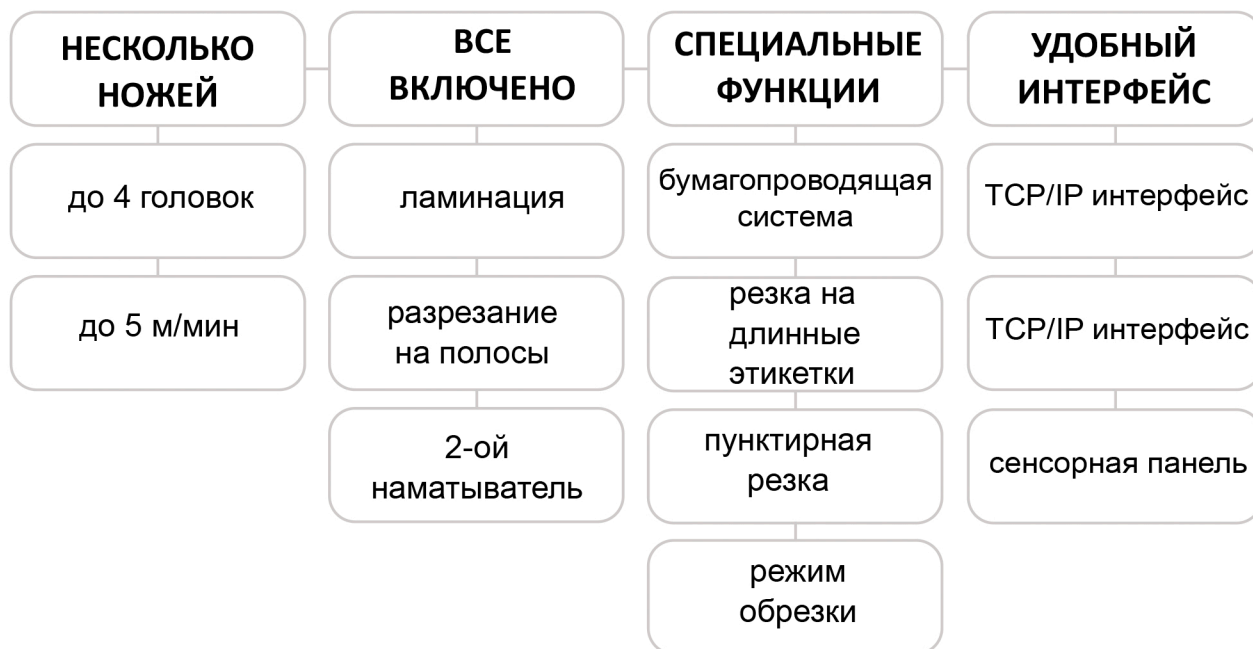 НЕСКОЛЬКО
НОЖЕЙ
до 4 головок
до 5 м/мин
ВСЕ
ВКЛЮЧЕНО
ламинация
разрезание
на полосы
2-ой
наматыватель
СПЕЦИАЛЬНЫЕ
ФУНКЦИИ
бумагопроводящая
система
резка на
длинные
этикетки
пунктирная
резка
режим
обрезки
УДОБНЫЙ
ИНТЕРФЕЙС
TCP/IP интерфейс
TCP/IP интерфейс
сенсорная панель